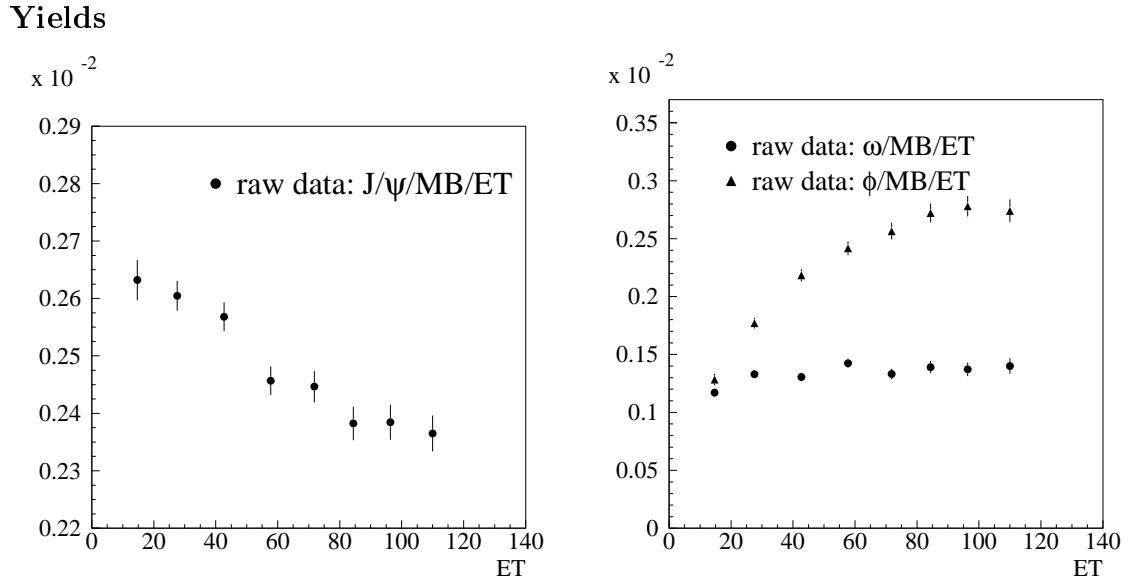 Yields
x 10 -2
0.29
0.28
0.27
0.26
0.25
0.24
0.23
0.22
raw data: J/ψ/MB/ET
0 20 40 60 80 100 120 140
ET
x 10 -2
0.35
0.3
0.25
0.2
0.15
0.1
0.05
0
raw data: ω/MB/ET
raw data: ϕ/MB/ET
0 20 40 60 80 100 120 140
ET